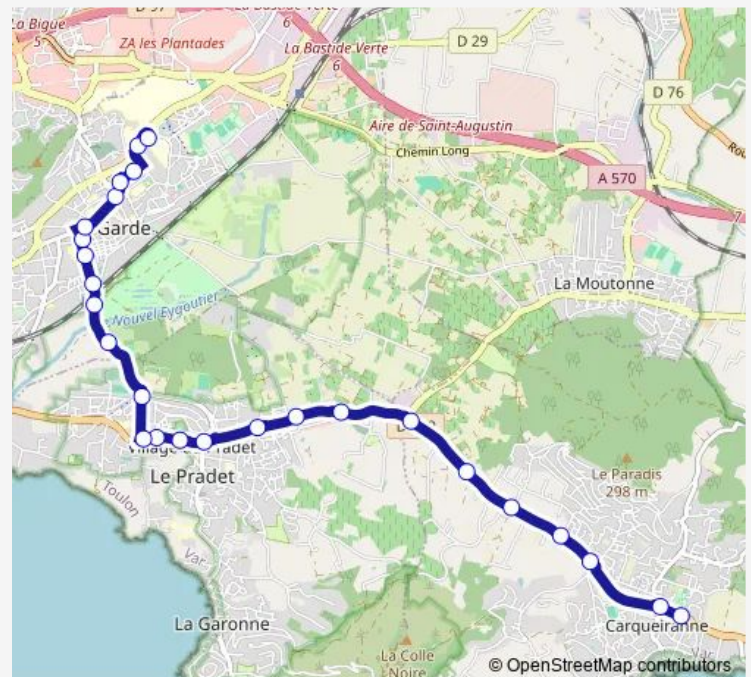 D 97
La Bastide Verte
6
La Bigue
5
ZA les Plantades
La Bastide Verte
6
D 29
D 76
Aire de Saint-Augustin
Chemin Long
A 570
7
Garde
La Moutonne
Nouvel Eygoutier
Le Pradet
Toulon
Var
Le Paradis
298 m
La Garonne
Carqueiranne
La Colle
Noire
Var
© OpenStreetMap contributors